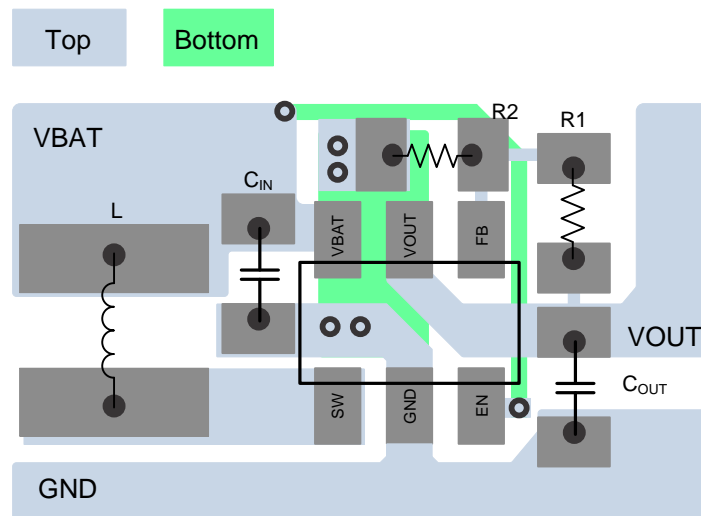 Top
Bottom
R2
R1
VBAT
CIN
L
VBAT
VOUT
FB
VOUT
COUT
SW
GND
EN
GND